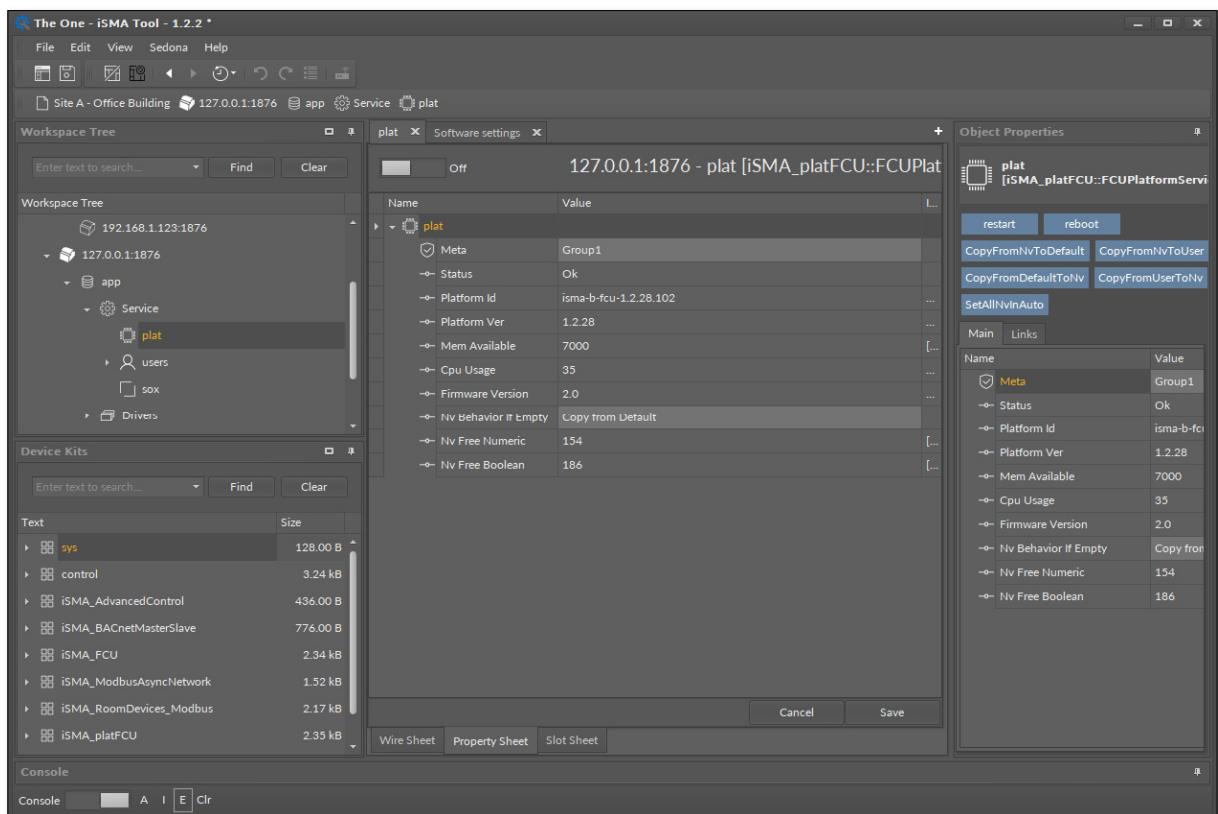 The One - iSMA Tool - 1.2.2 *
File Edit View Sedona Help
Site A - Office Building 127.0.0.1:1876 app Service plat
Workspace Tree
Enter text to search... Find Clear
Workspace Tree
192.168.1.123:1876
127.0.0.1:1876
app
Service
plat
users
sox
Drivers
Device Kits
Enter text to search... Find Clear
Text Size
sys 128.00 B
control 3.24 kB
iSMA_AdvancedControl 436.00 B
iSMA_BACnetMasterSlave 776.00 B
iSMA_FCU 2.34 kB
iSMA_ModbusAsyncNetwork 1.52 kB
iSMA_RoomDevices_Modbus 2.17 kB
iSMA_platFCU 2.35 kB
plat Software settings
Off 127.0.0.1:1876 - plat [iSMA_platFCU::FCUPlat
Name Value I...
plat
Meta Group1
Status Ok
Platform Id isma-b-fcu-1.2.28.102 ...
Platform Ver 1.2.28 ...
Mem Available 7000 [...
Cpu Usage 35 ...
Firmware Version 2.0 ...
Nv Behavior If Empty Copy from Default
Nv Free Numeric 154 [...
Nv Free Boolean 186 [...
Cancel Save
Wire Sheet Property Sheet Slot Sheet
Object Properties
plat
[iSMA_platFCU::FCUPlatformServi
restart reboot
CopyFromNvToDefault CopyFromNvToUser
CopyFromDefaultToNv CopyFromUserToNv
SetAllNvInAuto
Main Links
Name Value
Meta Group1
Status Ok
Platform Id isma-b-fcu
Platform Ver 1.2.28
Mem Available 7000
Cpu Usage 35
Firmware Version 2.0
Nv Behavior If Empty Copy from
Nv Free Numeric 154
Nv Free Boolean 186
Console
Console A I E Clr